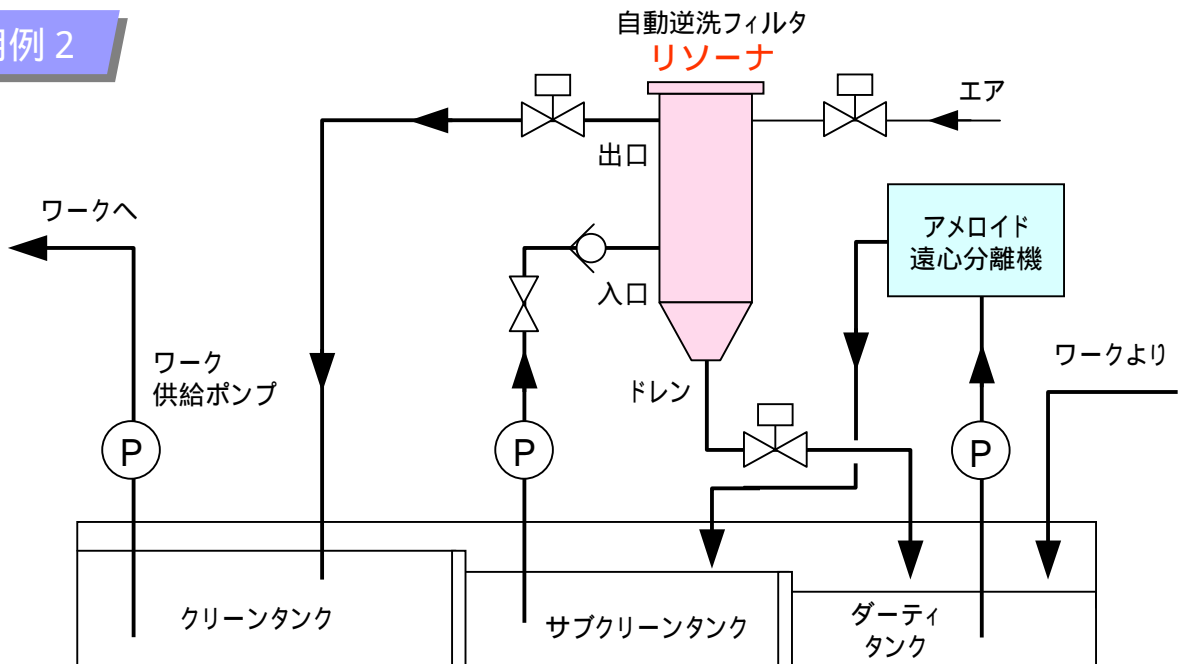 用例 2
自動逆洗フィルタ
リソーナ
エア
出口
ワークへ
アメロイド
遠心分離機
入口
ワーク
供給ポンプ
ワークより
ドレン
P
P
P
クリーンタンク
サブクリーンタンク
ダーティ
タンク